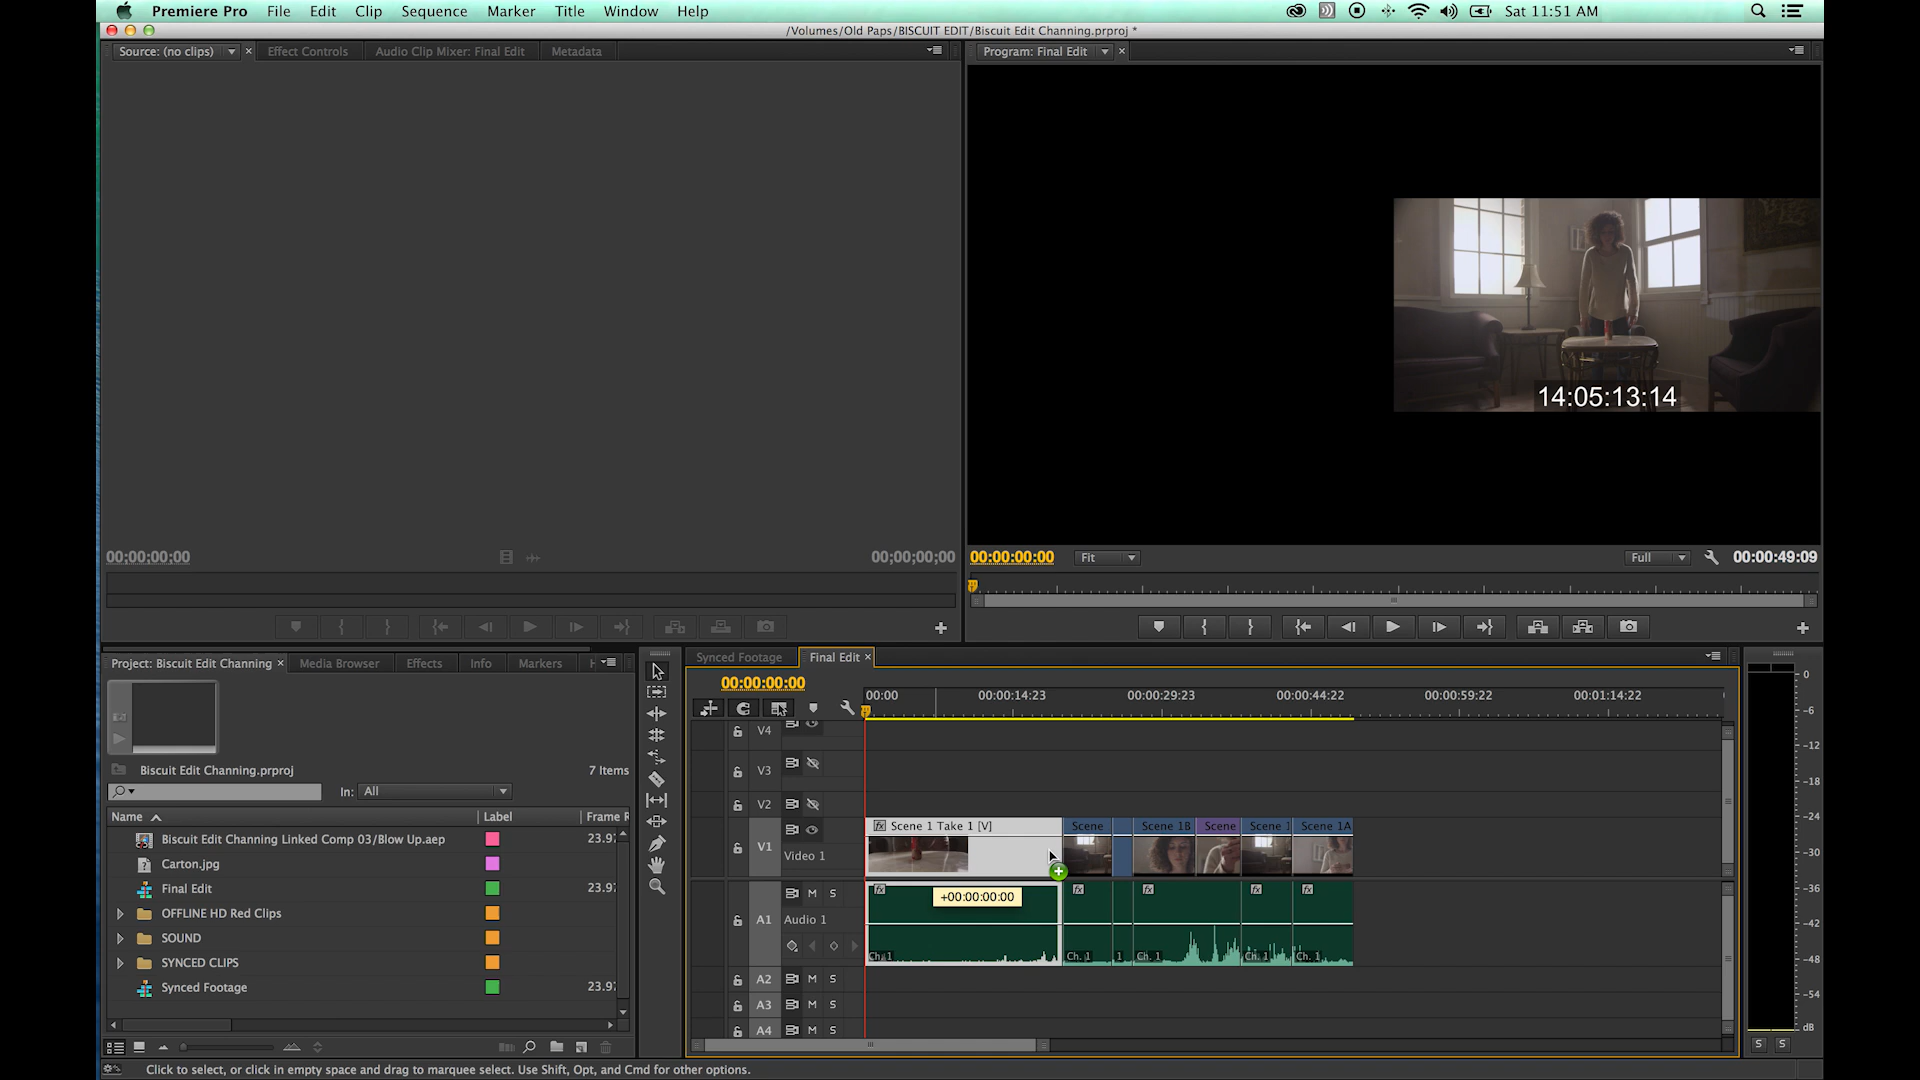 Premiere Pro File Edit Clip Sequence Marker Title Window Help Sat 11:51 AM
/Volumes/Old Paps/BISCUIT EDIT/Biscuit Edit Channing.prproj *
Source: (no clips) × Effect Controls Audio Clip Mixer: Final Edit Metadata
Program: Final Edit ×
14:05:13:14
00;00;00;00 00;00;00;00
00:00:00:00 Fit Full 00:00:49:09
Project: Biscuit Edit Channing × Media Browser Effects Info Markers H
Biscuit Edit Channing.prproj 7 Items
In: All
Name Label Frame R
Biscuit Edit Channing Linked Comp 03/Blow Up.aep 23.97
Carton.jpg
Final Edit 23.97
OFFLINE HD Red Clips
SOUND
SYNCED CLIPS
Synced Footage 23.97
Synced Footage Final Edit ×
00:00:00:00
00:00 00:00:14:23 00:00:29:23 00:00:44:22 00:00:59:22 00:01:14:22
V4
V3
V2
V1 Video 1
fx Scene 1 Take 1 [V] Scene Scene 1B Scene Scene 1 Scene 1A
A1 M S Audio 1
fx fx fx fx fx
+00:00:00:00
Ch. 1 Ch. 1 1 Ch. 1 Ch. 1 Ch. 1
A2 M S
A3 M S
A4 M S
0
-6
-12
-18
-24
-30
-36
-42
-48
-54
dB
S S
Click to select, or click in empty space and drag to marquee select. Use Shift, Opt, and Cmd for other options.